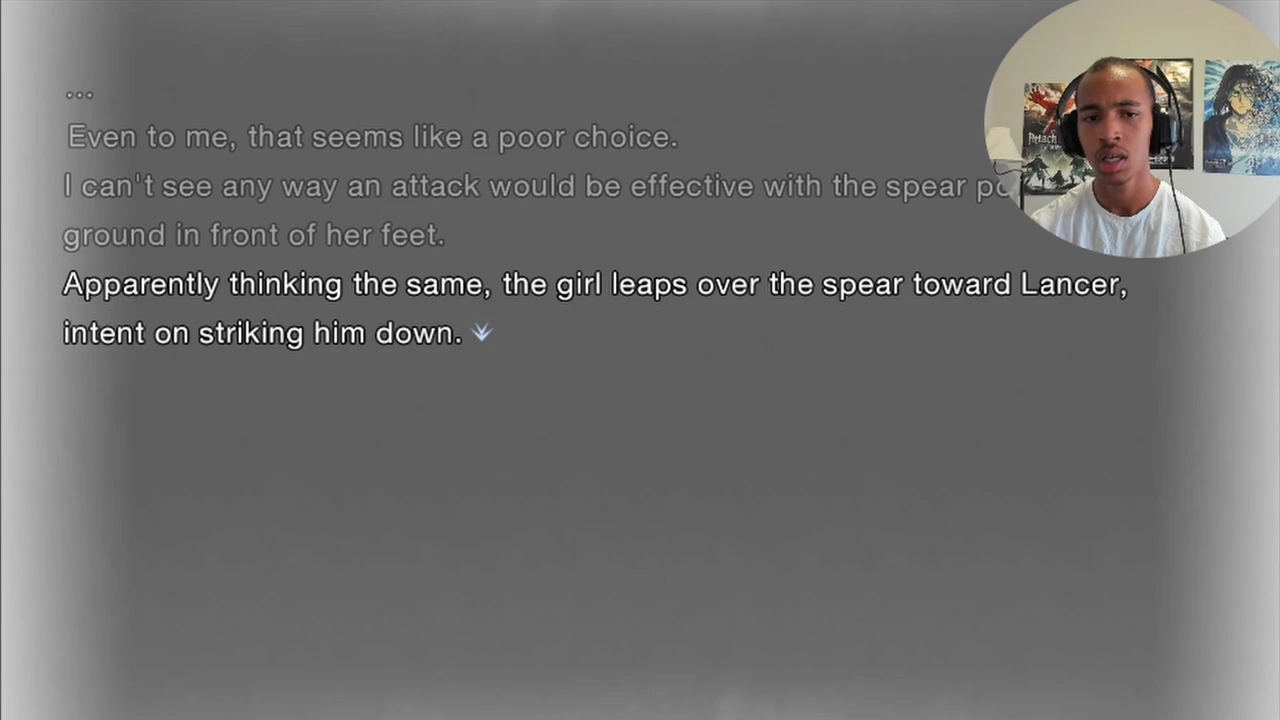 ...
Even to me, that seems like a poor choice.
I can't see any way an attack would be effective with the spear
ground in front of her feet.
Apparently thinking the same, the girl leaps over the spear toward Lancer,
intent on striking him down.
Attack